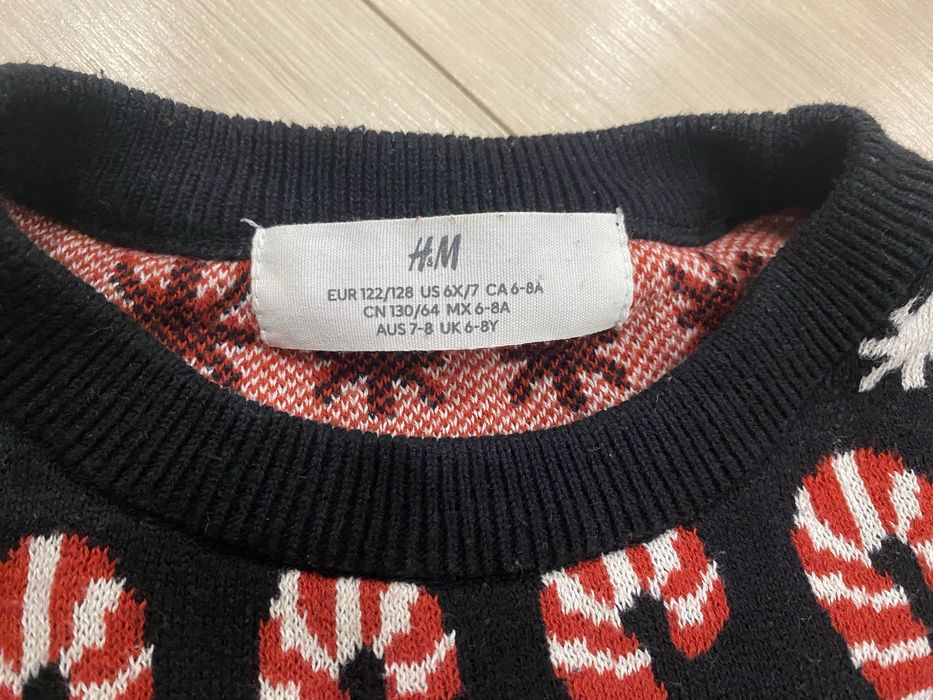 H&M
EUR 122/128 US 6X/7 CA 6-8A
CN 130/64 MX 6-8A
AUS 7-8 UK 6-8Y